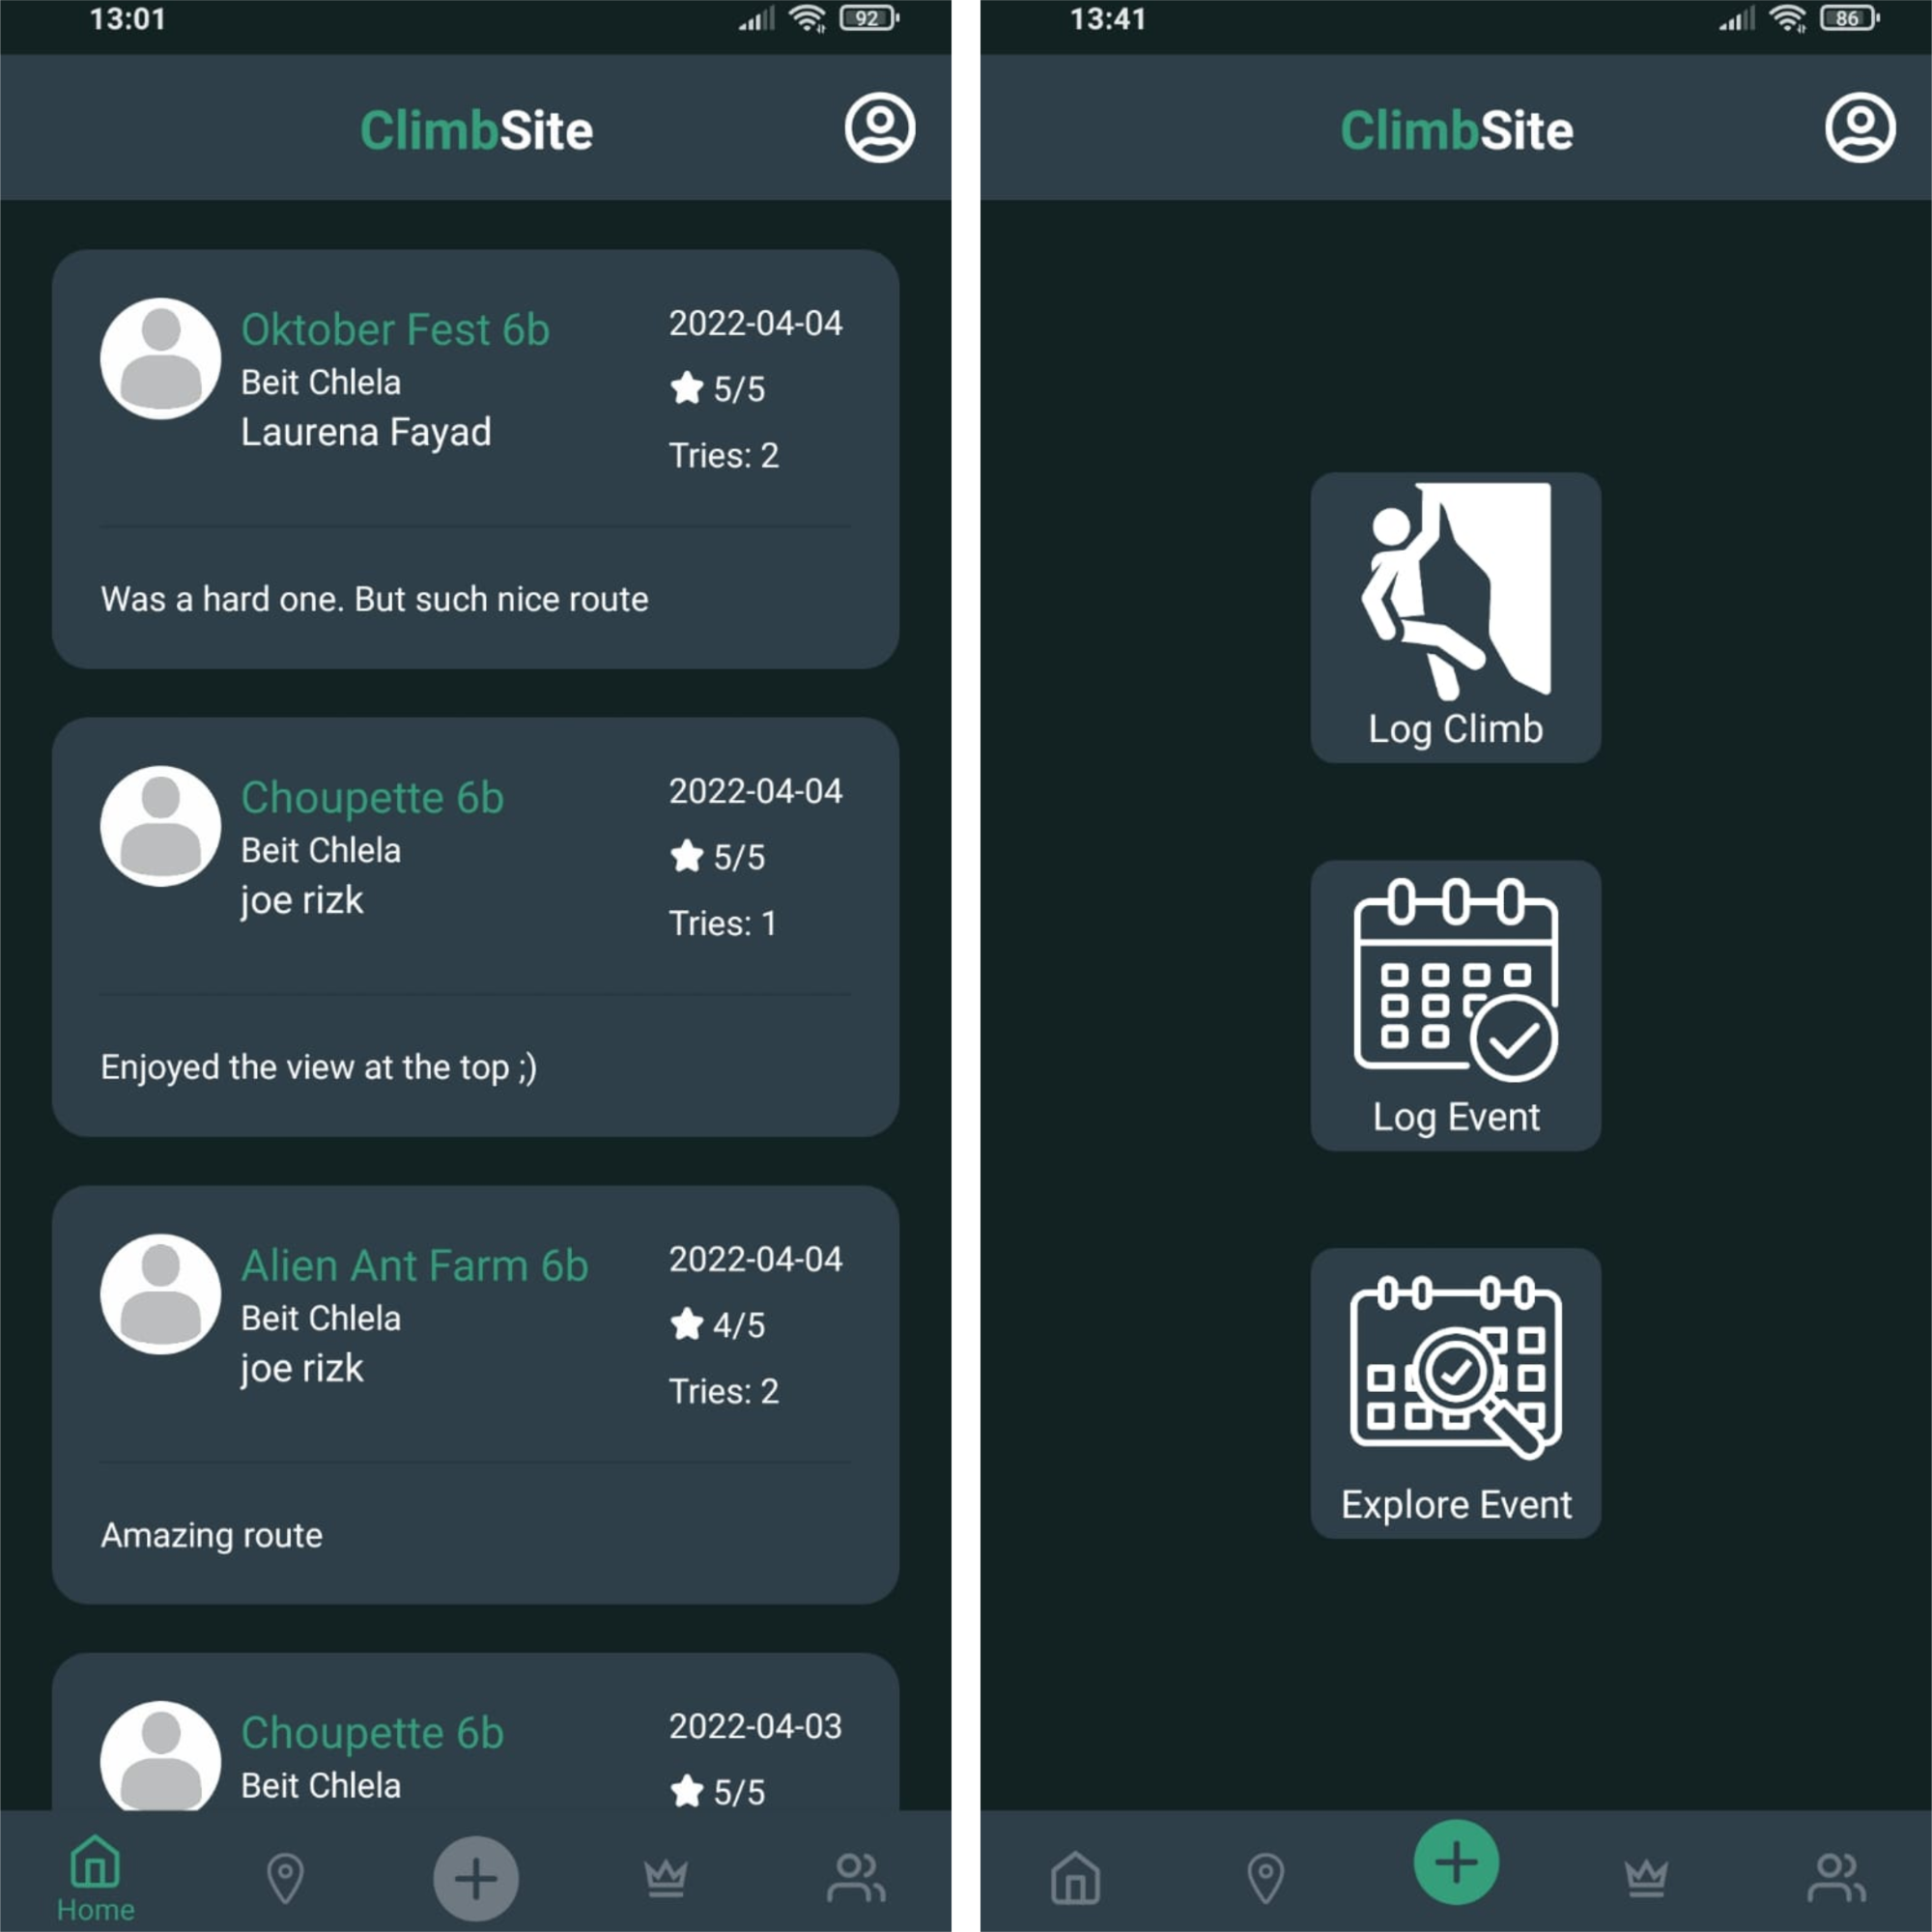 13:01
92
ClimbSite
Oktober Fest 6b
Beit Chlela
Laurena Fayad
2022-04-04
5/5
Tries: 2
Was a hard one. But such nice route
Choupette 6b
Beit Chlela
joe rizk
2022-04-04
5/5
Tries: 1
Enjoyed the view at the top ;)
Alien Ant Farm 6b
Beit Chlela
joe rizk
2022-04-04
4/5
Tries: 2
Amazing route
Choupette 6b
Beit Chlela
2022-04-03
5/5
Home
13:41
86
ClimbSite
Log Climb
Log Event
Explore Event